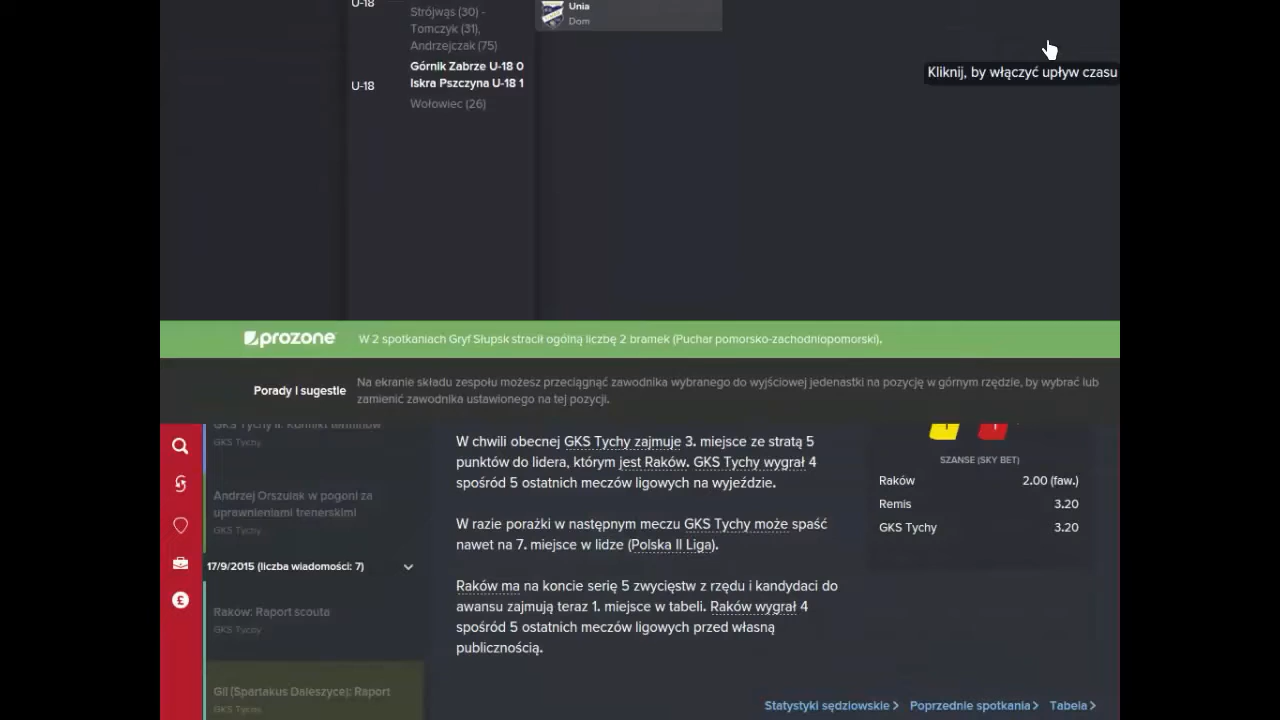 U-18
Strójwąs (30) -
Tomczyk (31),
Andrzejczak (75)
Unia
Dom
Kliknij, by włączyć upływ czasu
U-18
Górnik Zabrze U-18 0
Iskra Pszczyna U-18 1
Wołowiec (26)
prozone
W 2 spotkaniach Gryf Słupsk stracił ogólną liczbę 2 bramek (Puchar pomorsko-zachodniopomorski).
Porady i sugestie
Na ekranie składu zespołu możesz przeciągnąć zawodnika wybranego do wyjściowej jedenastki na pozycję w górnym rzędzie, by wybrać lub
zamienić zawodnika ustawionego na tej pozycji.
GKS Tychy II: Konflikt terminów
GKS Tychy
Andrzej Orszulak w pogoni za
uprawnieniami trenerskimi
GKS Tychy
17/9/2015 (liczba wiadomości: 7)
Raków: Raport scouta
GKS Tychy
Gil (Spartakus Daleszyce): Raport
GKS Tychy
W chwili obecnej GKS Tychy zajmuje 3. miejsce ze stratą 5
punktów do lidera, którym jest Raków. GKS Tychy wygrał 4
spośród 5 ostatnich meczów ligowych na wyjeździe.
W razie porażki w następnym meczu GKS Tychy może spaść
nawet na 7. miejsce w lidze (Polska II Liga).
Raków ma na koncie serię 5 zwycięstw z rzędu i kandydaci do
awansu zajmują teraz 1. miejsce w tabeli. Raków wygrał 4
spośród 5 ostatnich meczów ligowych przed własną
publicznością.
SZANSE (SKY BET)
Raków 2.00 (faw.)
Remis 3.20
GKS Tychy 3.20
Statystyki sędziowskie
Poprzednie spotkania
Tabela